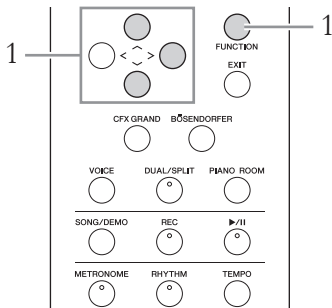 1
< ^ ˅ >
1
FUNCTION
EXIT
CFX GRAND BÖSENDORFER
VOICE DUAL/SPLIT PIANO ROOM
SONG/DEMO REC ►/II
METRONOME RHYTHM TEMPO